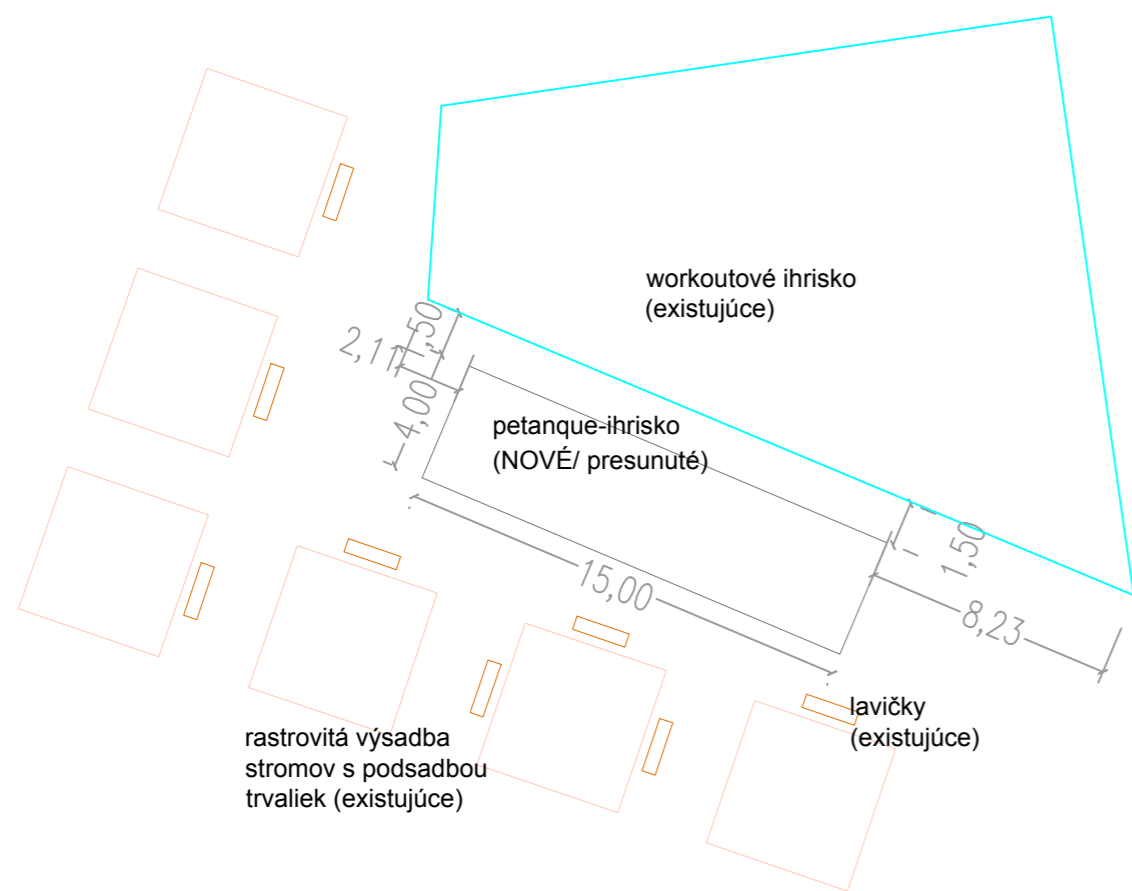 workoutové ihrisko
(existujúce)
1,50
2,11
4,00
petanque-ihrisko
(NOVÉ/ presunuté)
1,50
15,00
8,23
lavičky
(existujúce)
rastrovitá výsadba
stromov s podsadbou
trvaliek (existujúce)